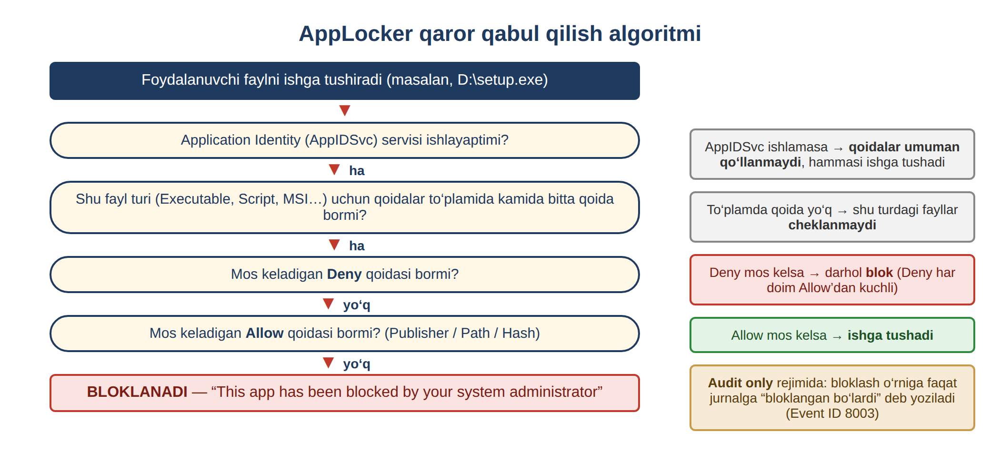 AppLocker qaror qabul qilish algoritmi
Foydalanuvchi faylni ishga tushiradi (masalan, D:\setup.exe)
▼
Application Identity (AppIDSvc) servisi ishlayaptimi?
▼ ha
Shu fayl turi (Executable, Script, MSI…) uchun qoidalar to‘plamida kamida bitta qoida
bormi?
▼ ha
Mos keladigan Deny qoidasi bormi?
▼ yo‘q
Mos keladigan Allow qoidasi bormi? (Publisher / Path / Hash)
▼ yo‘q
BLOKLANADI — “This app has been blocked by your system administrator”
AppIDSvc ishlamasa → qoidalar umuman
qo‘llanmaydi, hammasi ishga tushadi
To‘plamda qoida yo‘q → shu turdagi fayllar
cheklanmaydi
Deny mos kelsa → darhol blok (Deny har
doim Allow’dan kuchli)
Allow mos kelsa → ishga tushadi
Audit only rejimida: bloklash o‘rniga faqat
jurnalga “bloklangan bo‘lardi” deb yoziladi
(Event ID 8003)